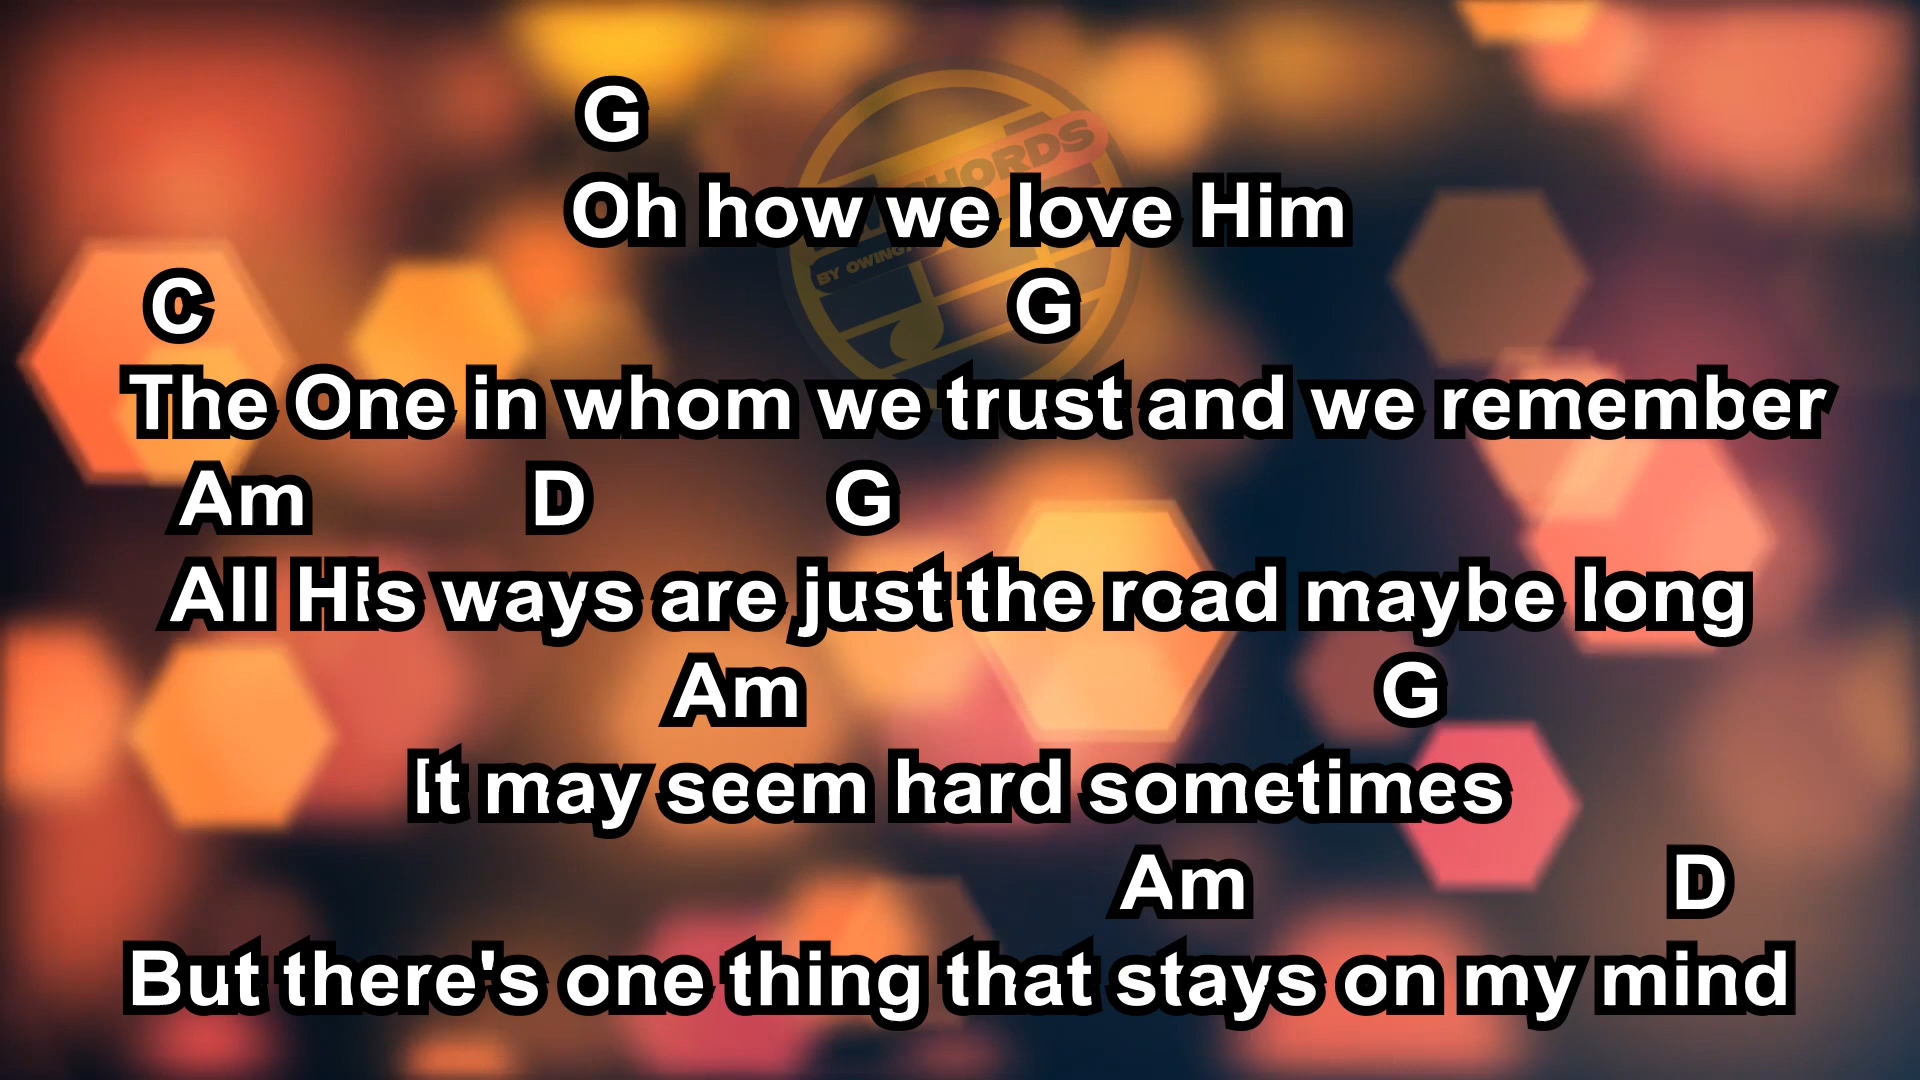 G
Oh how we love Him
C G
The One in whom we trust and we remember
Am D G
All His ways are just the road maybe long
Am G
It may seem hard sometimes
Am D
But there's one thing that stays on my mind